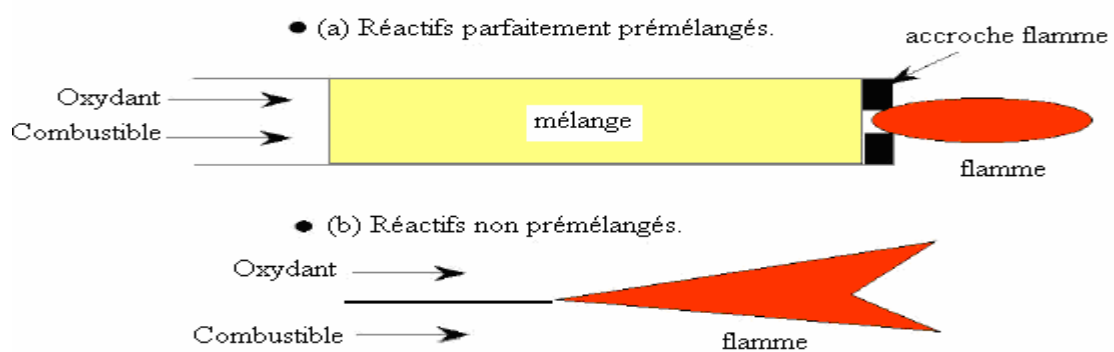 ● (a) Réactifs parfaitement prémélangés.
accroche flamme
Oxydant
Combustible
mélange
flamme
● (b) Réactifs non prémélangés.
Oxydant
Combustible
flamme